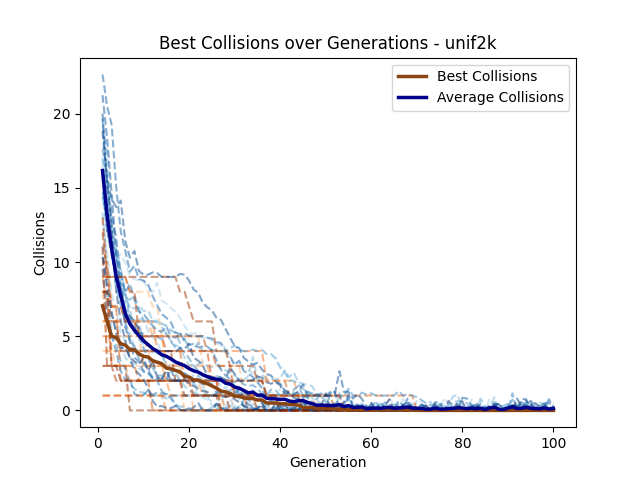 Best Collisions over Generations - unif2k
Best Collisions
Average Collisions
20
15
10
5
0
Collisions
0 20 40 60 80 100
Generation